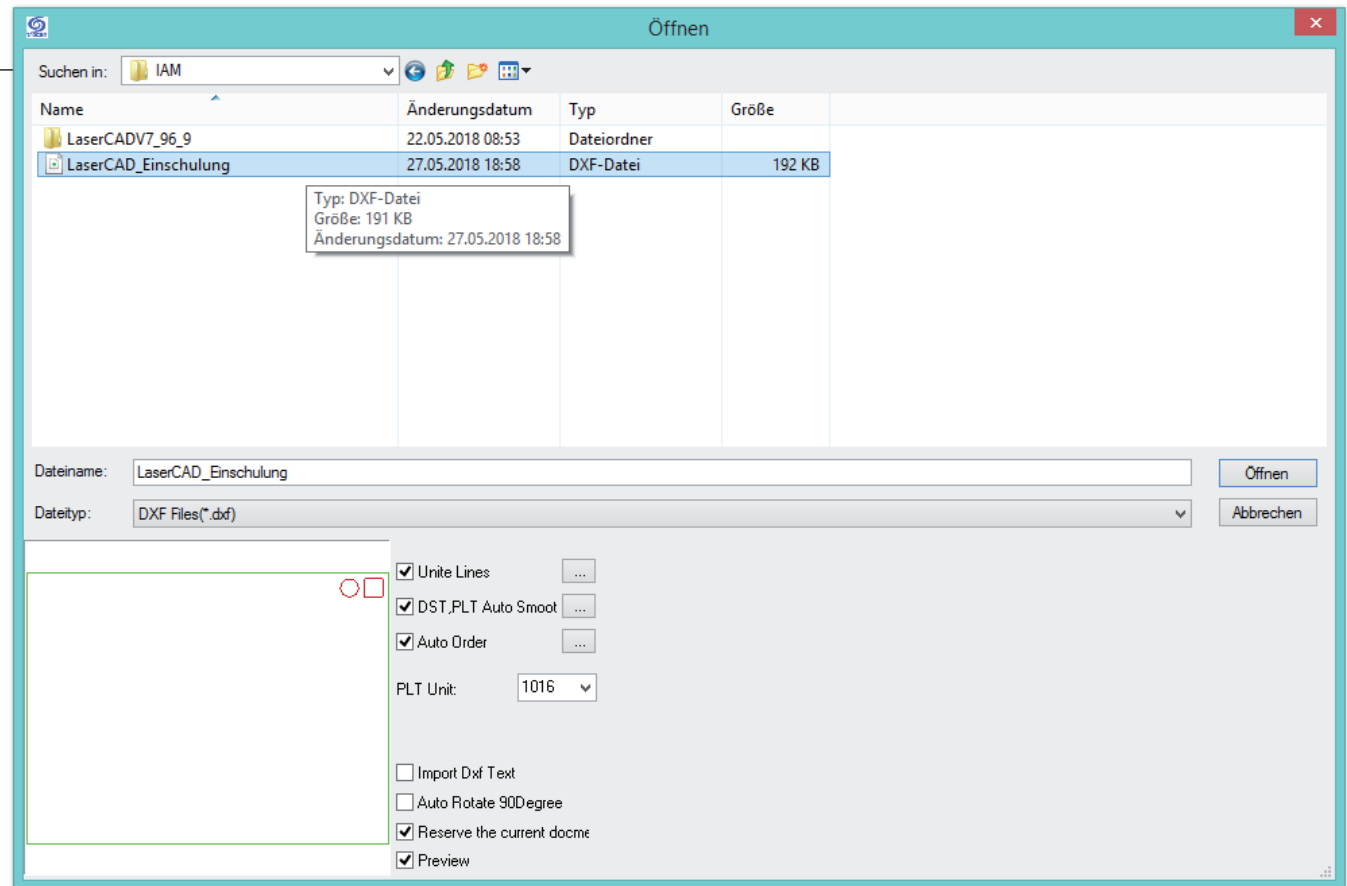 Öffnen
Suchen in: IAM
Name Änderungsdatum Typ Größe
LaserCADV7_96_9 22.05.2018 08:53 Dateiordner
LaserCAD_Einschulung 27.05.2018 18:58 DXF-Datei 192 KB
Typ: DXF-Datei
Größe: 191 KB
Änderungsdatum: 27.05.2018 18:58
Dateiname: LaserCAD_Einschulung Öffnen
Dateityp: DXF Files(*.dxf) Abbrechen
Unite Lines ...
DST,PLT Auto Smoot ...
Auto Order ...
PLT Unit: 1016
Import Dxf Text
Auto Rotate 90Degree
Reserve the current docme
Preview